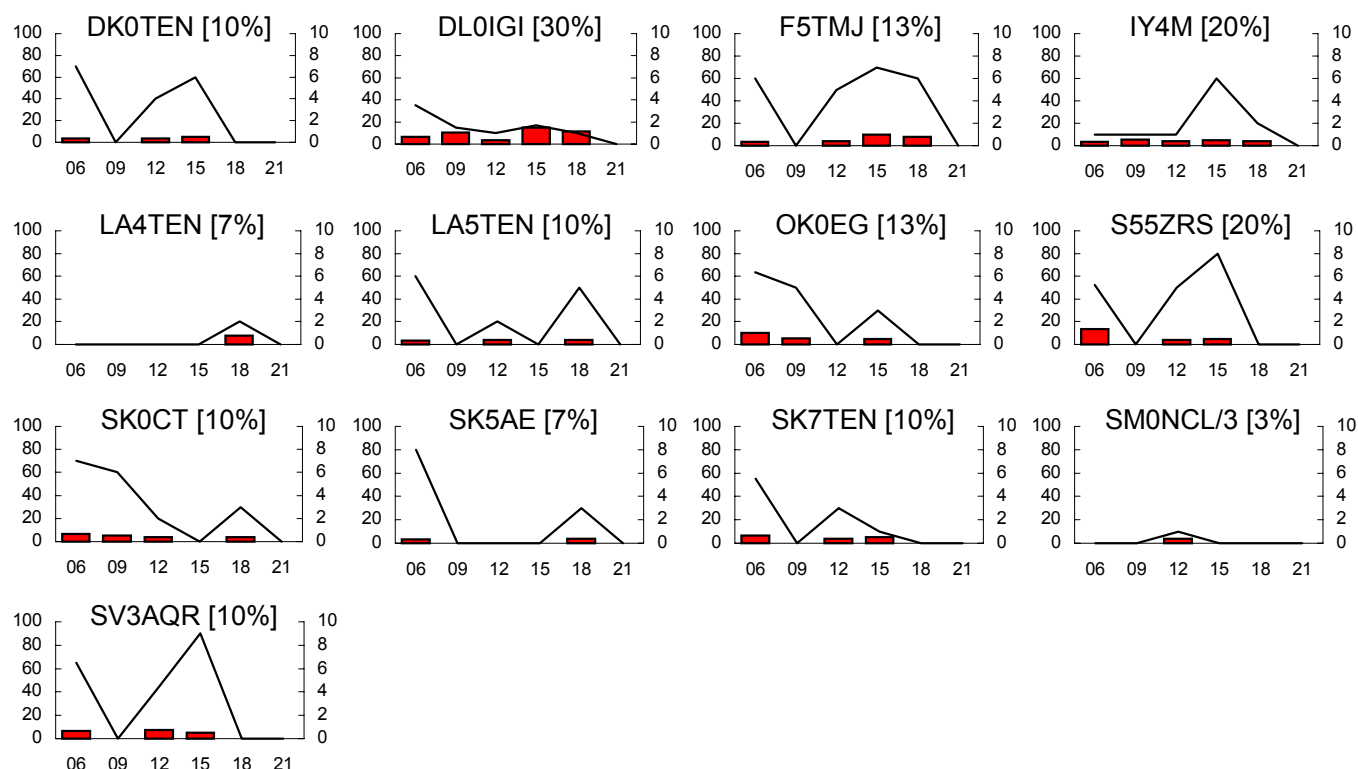 DK0TEN [10%] DL0IGI [30%] F5TMJ [13%] IY4M [20%]
100 10 100 10 100 10 100 10
80 8 80 8 80 8 80 8
60 6 60 6 60 6 60 6
40 4 40 4 40 4 40 4
20 2 20 2 20 2 20 2
0 0 0 0 0 0 0 0
06 09 12 15 18 21 06 09 12 15 18 21 06 09 12 15 18 21 06 09 12 15 18 21
LA4TEN [7%] LA5TEN [10%] OK0EG [13%] S55ZRS [20%]
100 10 100 10 100 10 100 10
80 8 80 8 80 8 80 8
60 6 60 6 60 6 60 6
40 4 40 4 40 4 40 4
20 2 20 2 20 2 20 2
0 0 0 0 0 0 0 0
06 09 12 15 18 21 06 09 12 15 18 21 06 09 12 15 18 21 06 09 12 15 18 21
SK0CT [10%] SK5AE [7%] SK7TEN [10%] SM0NCL/3 [3%]
100 10 100 10 100 10 100 10
80 8 80 8 80 8 80 8
60 6 60 6 60 6 60 6
40 4 40 4 40 4 40 4
20 2 20 2 20 2 20 2
0 0 0 0 0 0 0 0
06 09 12 15 18 21 06 09 12 15 18 21 06 09 12 15 18 21 06 09 12 15 18 21
SV3AQR [10%]
100 10
80 8
60 6
40 4
20 2
0 0
06 09 12 15 18 21